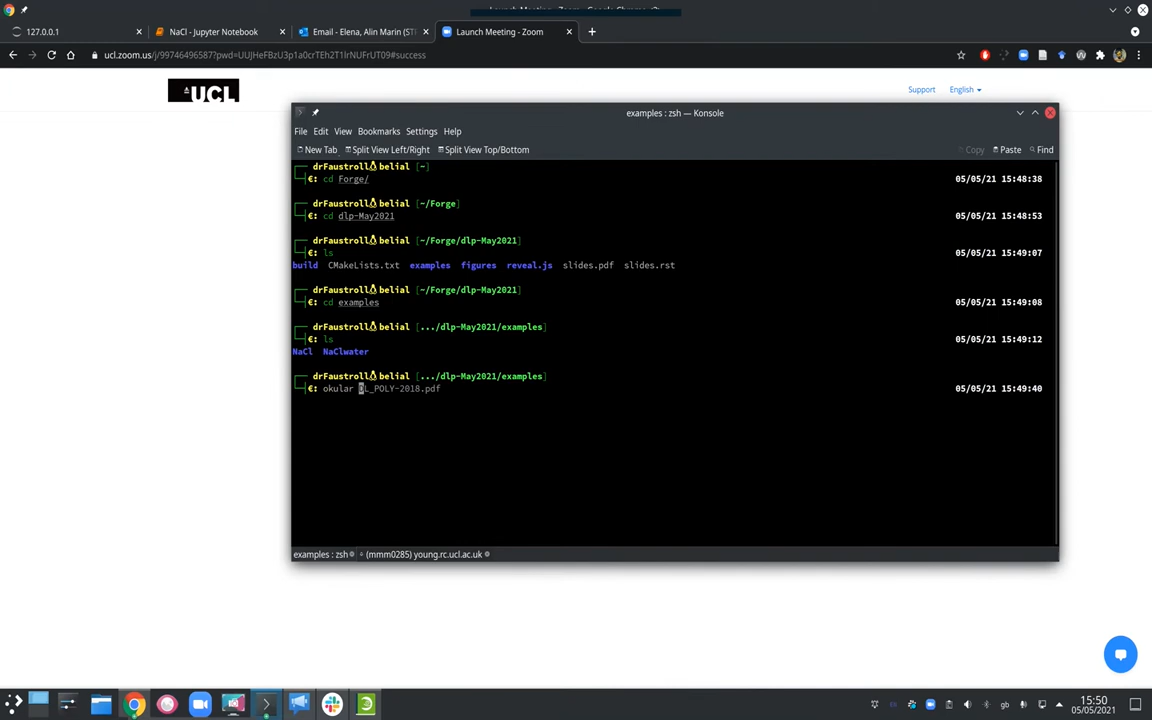 127.0.0.1
NaCl - Jupyter Notebook
Email - Elena, Alin Marin (STF
Launch Meeting - Zoom
ucl.zoom.us/j/99746496587?pwd=UUJHeFBzU3p1a0crTEh2T1lrNUFrUT09#success
UCL
Support
English
examples : zsh — Konsole
File Edit View Bookmarks Settings Help
New Tab Split View Left/Right Split View Top/Bottom Copy Paste Find
drFaustroll belial [~]
€: cd Forge/ 05/05/21 15:48:38
drFaustroll belial [~/Forge]
€: cd dlp-May2021 05/05/21 15:48:53
drFaustroll belial [~/Forge/dlp-May2021]
€: ls 05/05/21 15:49:07
build CMakeLists.txt examples figures reveal.js slides.pdf slides.rst
drFaustroll belial [~/Forge/dlp-May2021]
€: cd examples 05/05/21 15:49:08
drFaustroll belial [.../dlp-May2021/examples]
€: ls 05/05/21 15:49:12
NaCl NaClwater
drFaustroll belial [.../dlp-May2021/examples]
€: okular DL_POLY-2018.pdf 05/05/21 15:49:40
examples : zsh (mmm0285) young.rc.ucl.ac.uk
gb
15:50
05/05/2021